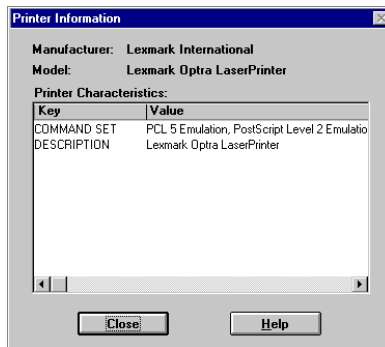 Printer Information
Manufacturer: Lexmark International
Model: Lexmark Optra LaserPrinter
Printer Characteristics:
Key Value
COMMAND SET PCL 5 Emulation, PostScript Level 2 Emulatio
DESCRIPTION Lexmark Optra LaserPrinter
Close Help